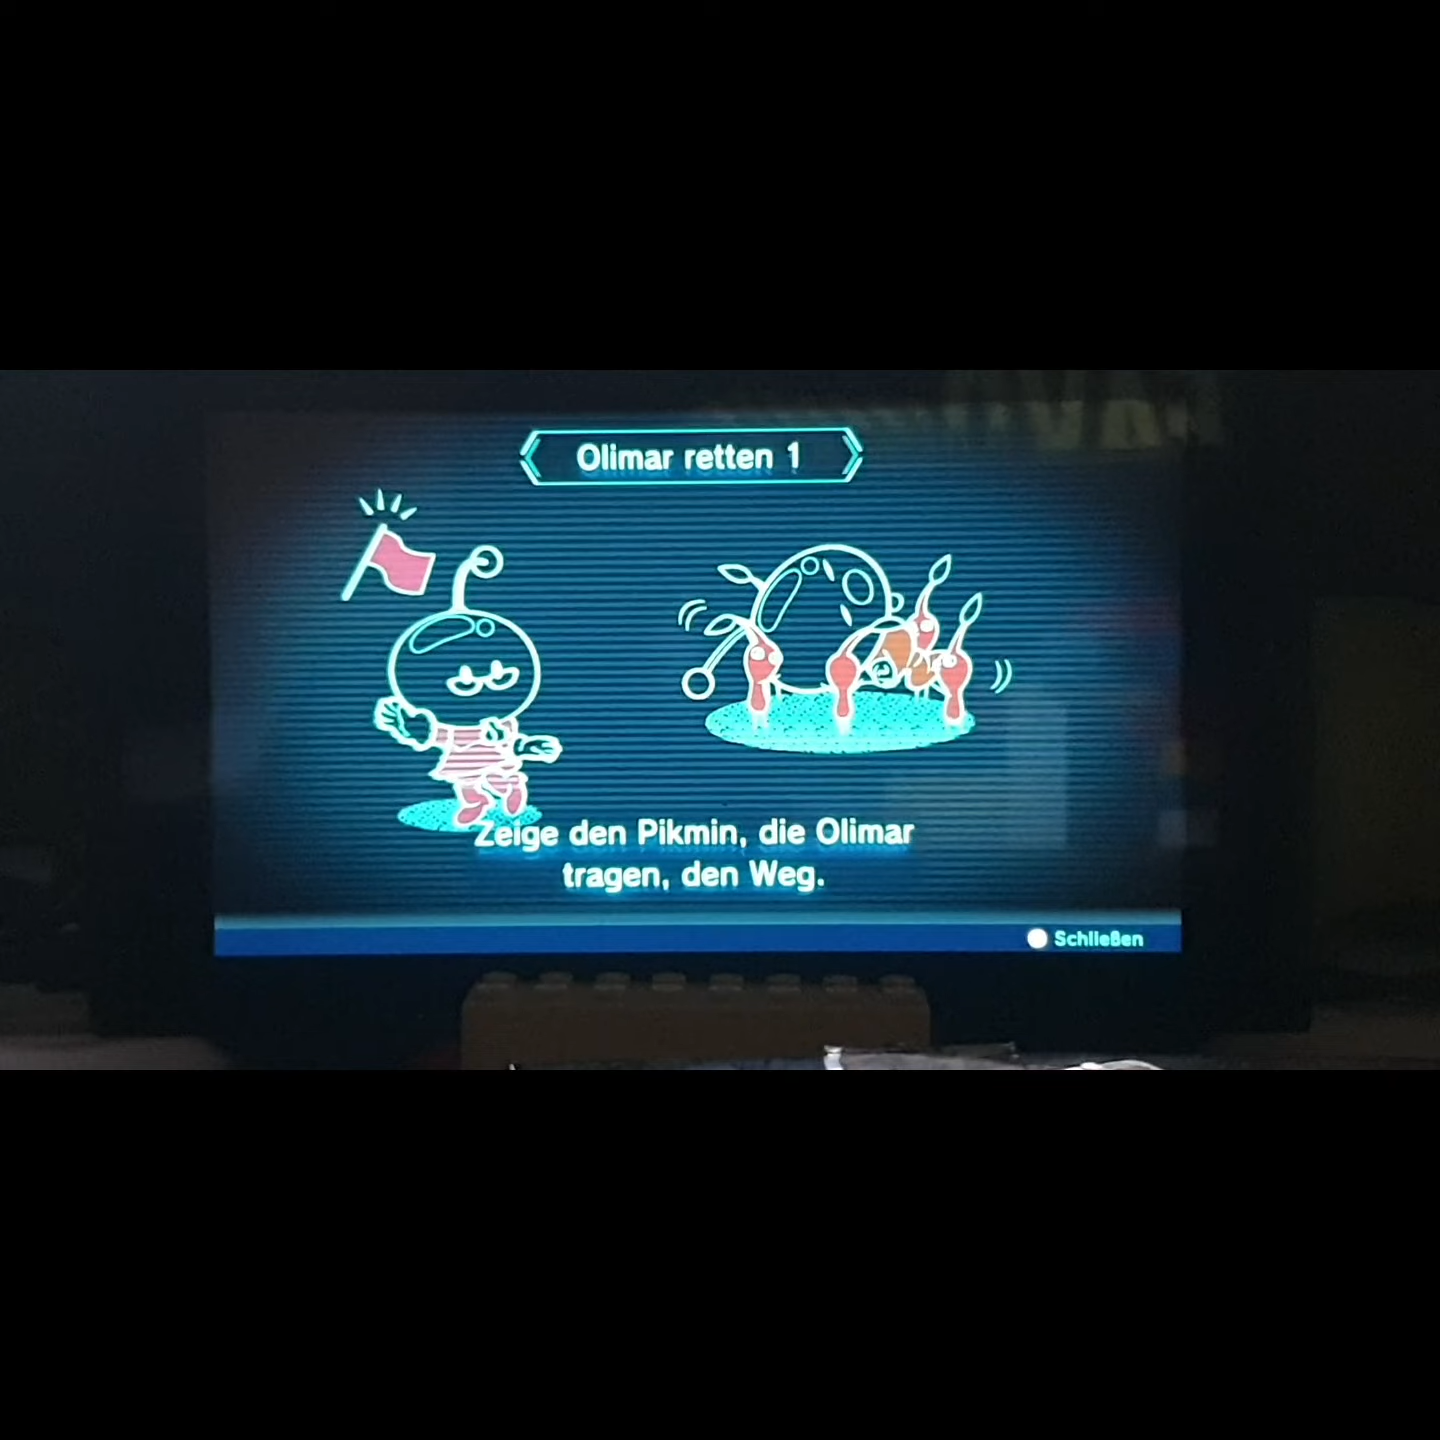 Olimar retten 1
Zeige den Pikmin, die Olimar
tragen, den Weg.
Schließen